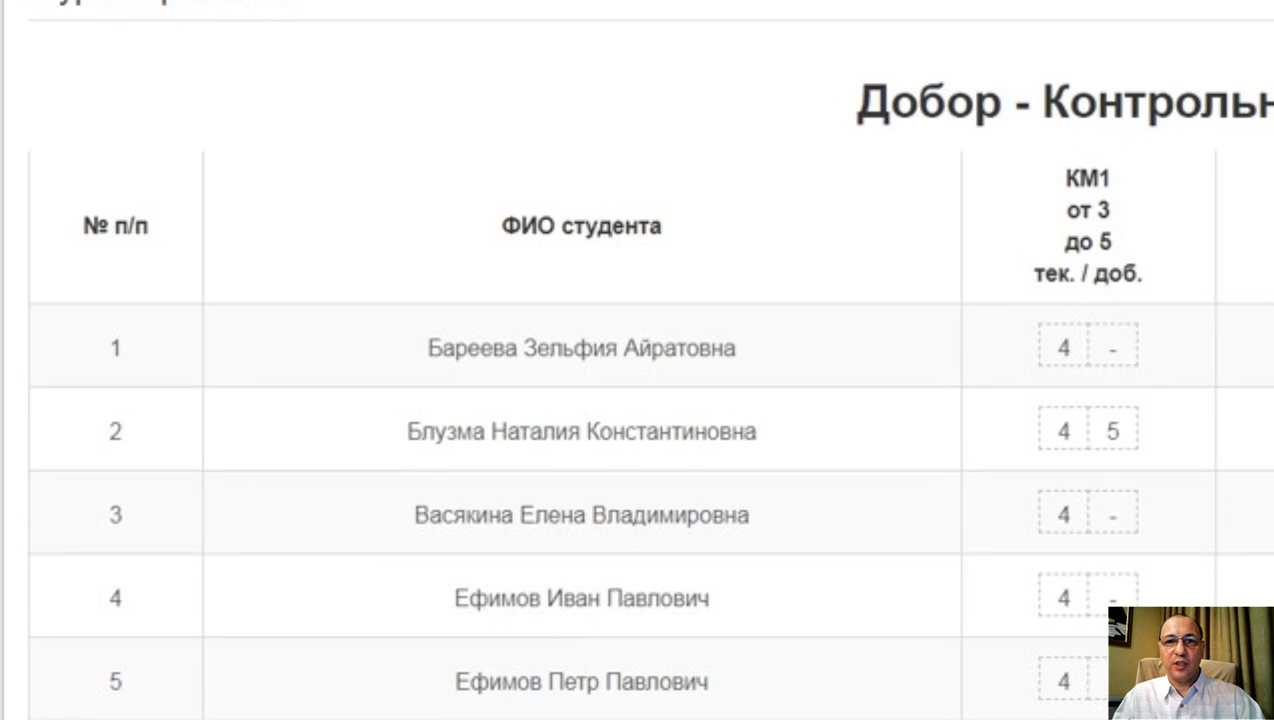 Добор - Контрольн
№ п/п
ФИО студента
КМ1
от 3
до 5
тек. / доб.
1 Бареева Зельфия Айратовна 4 -
2 Блузма Наталия Константиновна 4 5
3 Васякина Елена Владимировна 4 -
4 Ефимов Иван Павлович 4 -
5 Ефимов Петр Павлович 4